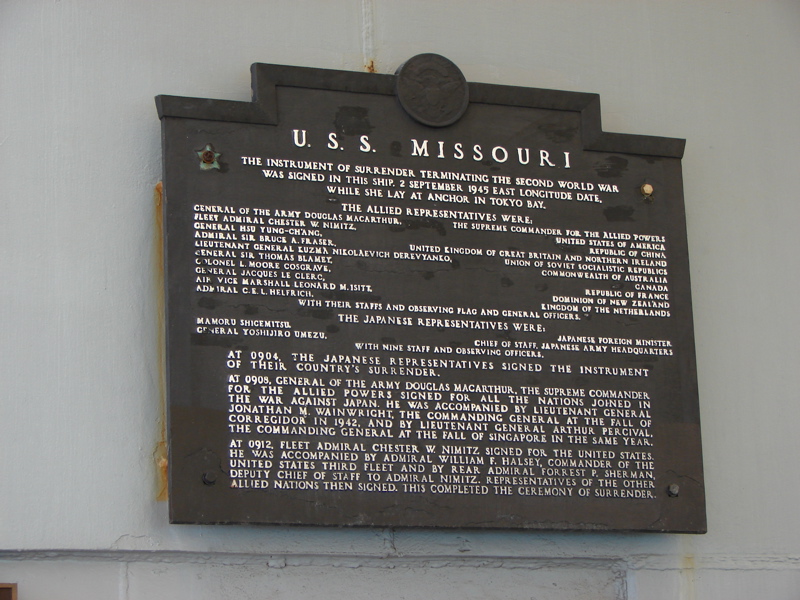 U.S.S. MISSOURI
THE INSTRUMENT OF SURRENDER TERMINATING THE SECOND WORLD WAR
WAS SIGNED IN THIS SHIP, 2 SEPTEMBER 1945 EAST LONGITUDE DATE,
WHILE SHE LAY AT ANCHOR IN TOKYO BAY.
THE ALLIED REPRESENTATIVES WERE:
GENERAL OF THE ARMY DOUGLAS MACARTHUR, THE SUPREME COMMANDER FOR THE ALLIED POWERS
FLEET ADMIRAL CHESTER W. NIMITZ, UNITED STATES OF AMERICA
GENERAL HSU YUNG-CH'ANG, REPUBLIC OF CHINA
ADMIRAL SIR BRUCE A. FRASER, UNITED KINGDOM OF GREAT BRITAIN AND NORTHERN IRELAND
LIEUTENANT GENERAL KUZMA NIKOLAEVICH DEREVYANKO, UNION OF SOVIET SOCIALISTIC REPUBLICS
GENERAL SIR THOMAS BLAMEY, COMMONWEALTH OF AUSTRALIA
COLONEL L. MOORE COSGRAVE, CANADA
GENERAL JACQUES LE CLERC, REPUBLIC OF FRANCE
AIR VICE MARSHALL LEONARD M. ISITT, DOMINION OF NEW ZEALAND
ADMIRAL C.E.L. HELFRICH, KINGDOM OF THE NETHERLANDS
WITH THEIR STAFFS AND OBSERVING FLAG AND GENERAL OFFICERS.
THE JAPANESE REPRESENTATIVES WERE:
MAMORU SHIGEMITSU, JAPANESE FOREIGN MINISTER
GENERAL YOSHIJIRO UMEZU, CHIEF OF STAFF, JAPANESE ARMY HEADQUARTERS
WITH NINE STAFF AND OBSERVING OFFICERS.
AT 0904, THE JAPANESE REPRESENTATIVES SIGNED THE INSTRUMENT
OF THEIR COUNTRY'S SURRENDER.
AT 0908, GENERAL OF THE ARMY DOUGLAS MACARTHUR, THE SUPREME COMMANDER
FOR THE ALLIED POWERS SIGNED FOR ALL THE NATIONS JOINED IN
THE WAR AGAINST JAPAN. HE WAS ACCOMPANIED BY LIEUTENANT GENERAL
JONATHAN M. WAINWRIGHT, THE COMMANDING GENERAL AT THE FALL OF
CORREGIDOR IN 1942, AND BY LIEUTENANT GENERAL ARTHUR PERCIVAL,
THE COMMANDING GENERAL AT THE FALL OF SINGAPORE IN THE SAME YEAR.
AT 0912, FLEET ADMIRAL CHESTER W. NIMITZ SIGNED FOR THE UNITED STATES.
HE WAS ACCOMPANIED BY ADMIRAL WILLIAM F. HALSEY, COMMANDER OF THE
UNITED STATES THIRD FLEET AND BY REAR ADMIRAL FORREST P. SHERMAN,
DEPUTY CHIEF OF STAFF TO ADMIRAL NIMITZ. REPRESENTATIVES OF THE OTHER
ALLIED NATIONS THEN SIGNED. THIS COMPLETED THE CEREMONY OF SURRENDER.